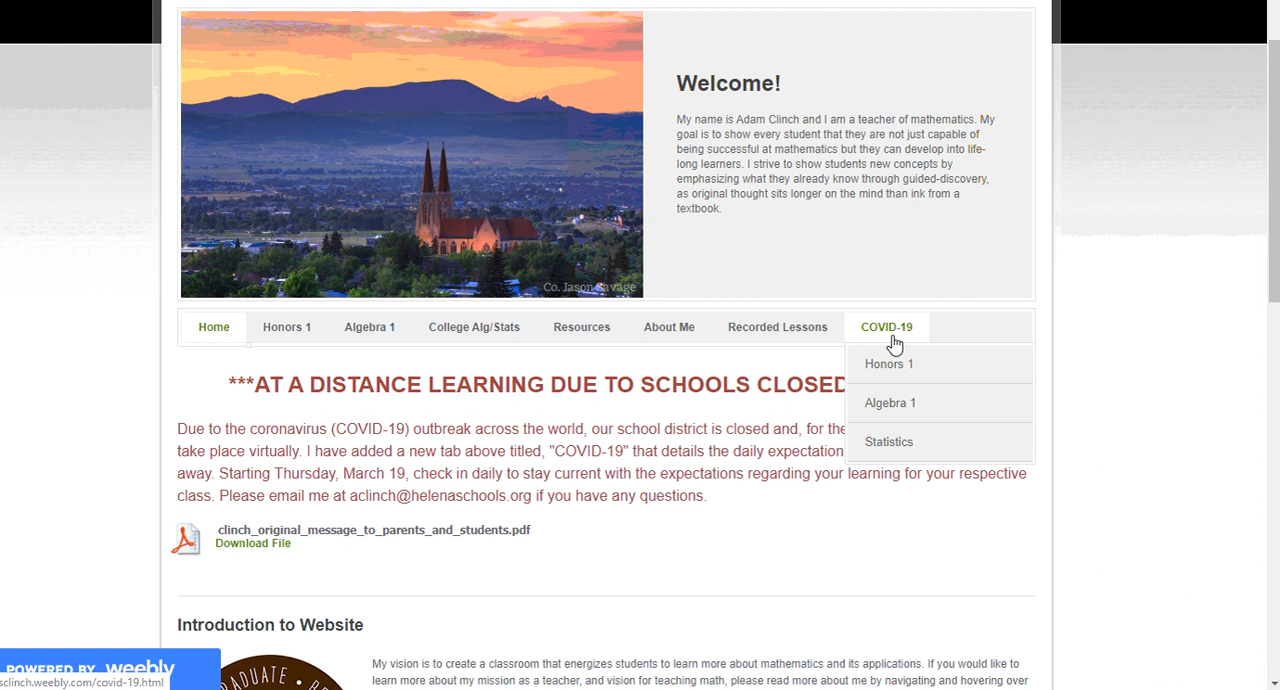 Welcome!
My name is Adam Clinch and I am a teacher of mathematics. My
goal is to show every student that they are not just capable of
being successful at mathematics but they can develop into life-
long learners. I strive to show students new concepts by
emphasizing what they already know through guided-discovery,
as original thought sits longer on the mind than ink from a
textbook.
Co. Jason Savage
Home Honors 1 Algebra 1 College Alg/Stats Resources About Me Recorded Lessons COVID-19
Honors 1
Algebra 1
Statistics
***AT A DISTANCE LEARNING DUE TO SCHOOLS CLOSED
Due to the coronavirus (COVID-19) outbreak across the world, our school district is closed and, for the
take place virtually. I have added a new tab above titled, "COVID-19" that details the daily expectation
away. Starting Thursday, March 19, check in daily to stay current with the expectations regarding your learning for your respective
class. Please email me at aclinch@helenaschools.org if you have any questions.
clinch_original_message_to_parents_and_students.pdf
Download File
Introduction to Website
My vision is to create a classroom that energizes students to learn more about mathematics and its applications. If you would like to
learn more about my mission as a teacher, and vision for teaching math, please read more about me by navigating and hovering over
POWERED BY weebly
sclinch.weebly.com/covid-19.html